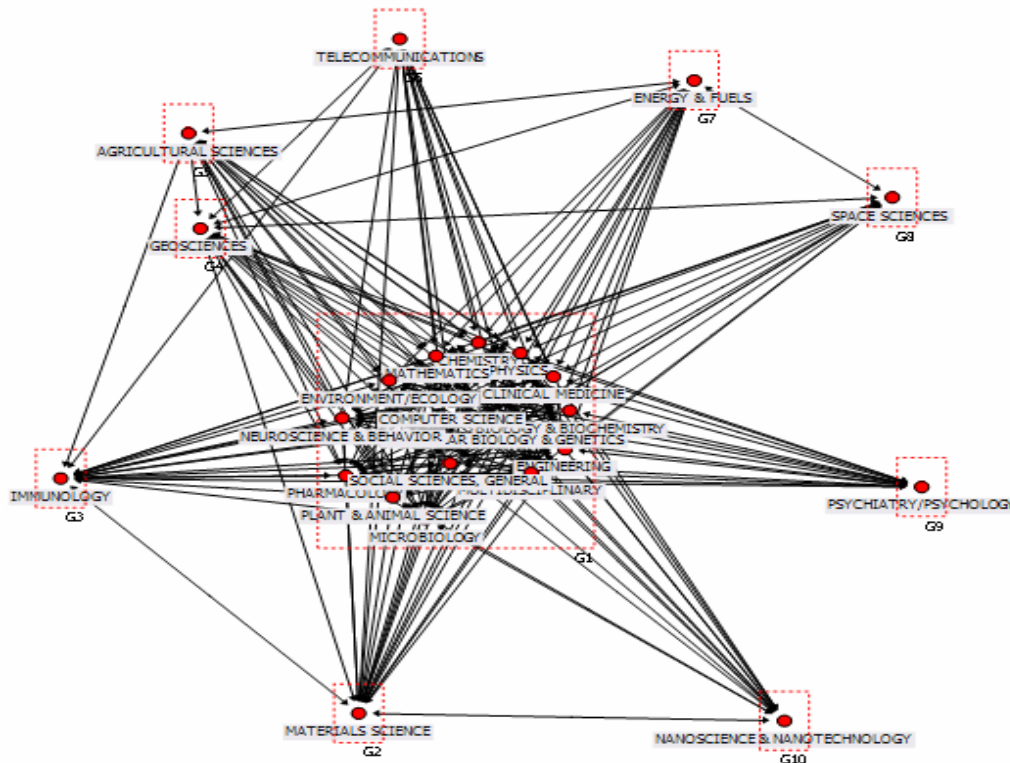 TELECOMMUNICATIONS
ENERGY & FUELS
G7
AGRICULTURAL SCIENCES
SPACE SCIENCES
G8
GEOSCIENCES
G4
CHEMISTRY
MATHEMATICS
PHYSICS
ENVIRONMENT/ECOLOGY
CLINICAL MEDICINE
COMPUTER SCIENCE
BIOLOGY & BIOCHEMISTRY
NEUROSCIENCE & BEHAVIOR
AR BIOLOGY & GENETICS
ENGINEERING
SOCIAL SCIENCES, GENERAL
IMMUNOLOGY
G3
PHARMACOLO
MULTIDISCIPLINARY
PSYCHIATRY/PSYCHOLOGY
G9
PLANT & ANIMAL SCIENCE
MICROBIOLOGY
G1
MATERIALS SCIENCE
G2
NANOSCIENCE & NANOTECHNOLOGY
G10